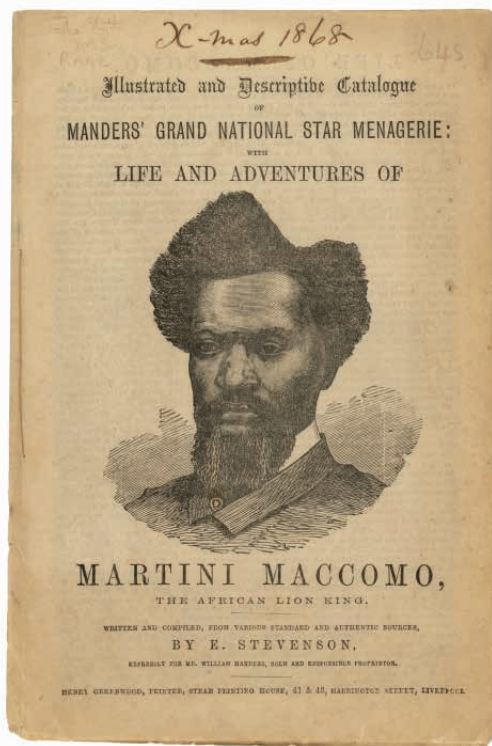 X-mas 1868
645
RARE
Illustrated and Descriptive Catalogue
OF
MANDERS' GRAND NATIONAL STAR MENAGERIE:
WITH
LIFE AND ADVENTURES OF
MARTINI MACCOMO,
THE AFRICAN LION KING.
WRITTEN AND COMPILED, FROM VARIOUS STANDARD AND AUTHENTIC SOURCES,
BY E. STEVENSON,
EXPRESSLY FOR MR. WILLIAM MANDERS, SOLE AND RESPONSIBLE PROPRIETOR.
HENRY GREENWOOD, PRINTER, STEAM PRINTING HOUSE, & HARRINGTON STREET, LIVERPOOL